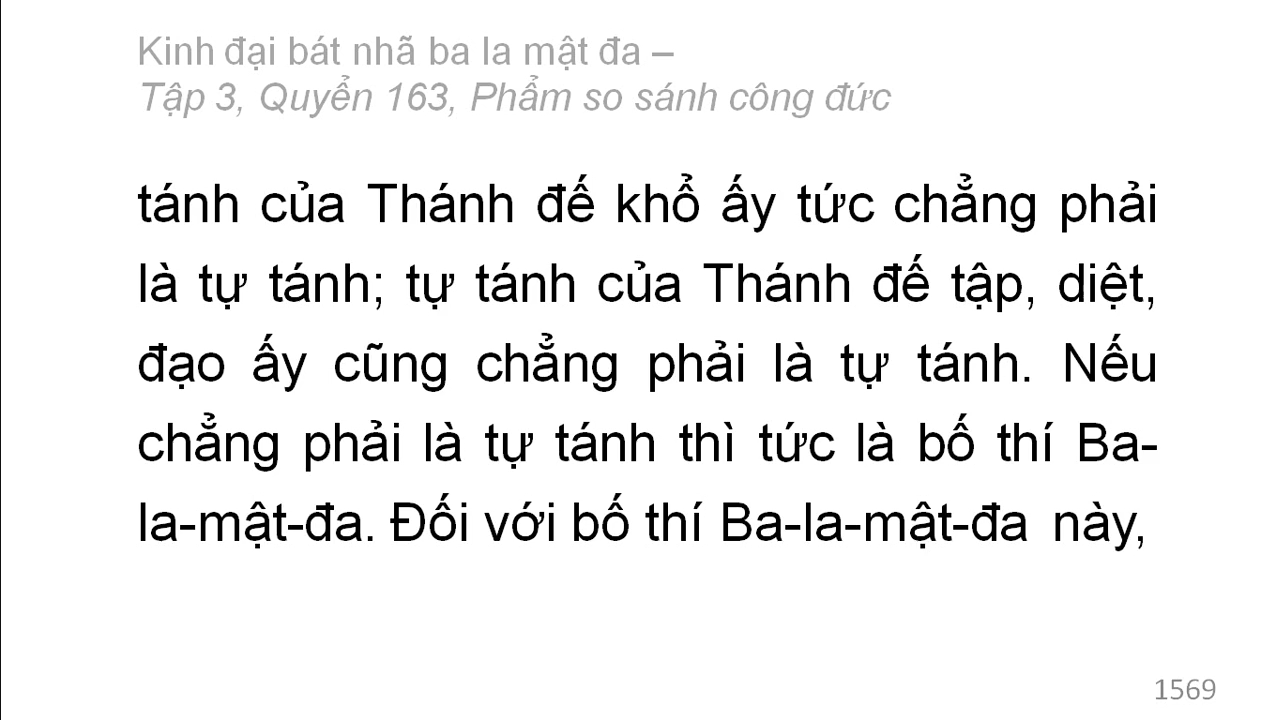 Kinh đại bát nhã ba la mật đa –
Tập 3, Quyển 163, Phẩm so sánh công đức
tánh của Thánh đế khổ ấy tức chẳng phải
là tự tánh; tự tánh của Thánh đế tập, diệt,
đạo ấy cũng chẳng phải là tự tánh. Nếu
chẳng phải là tự tánh thì tức là bố thí Ba-
la-mật-đa. Đối với bố thí Ba-la-mật-đa này,
1569